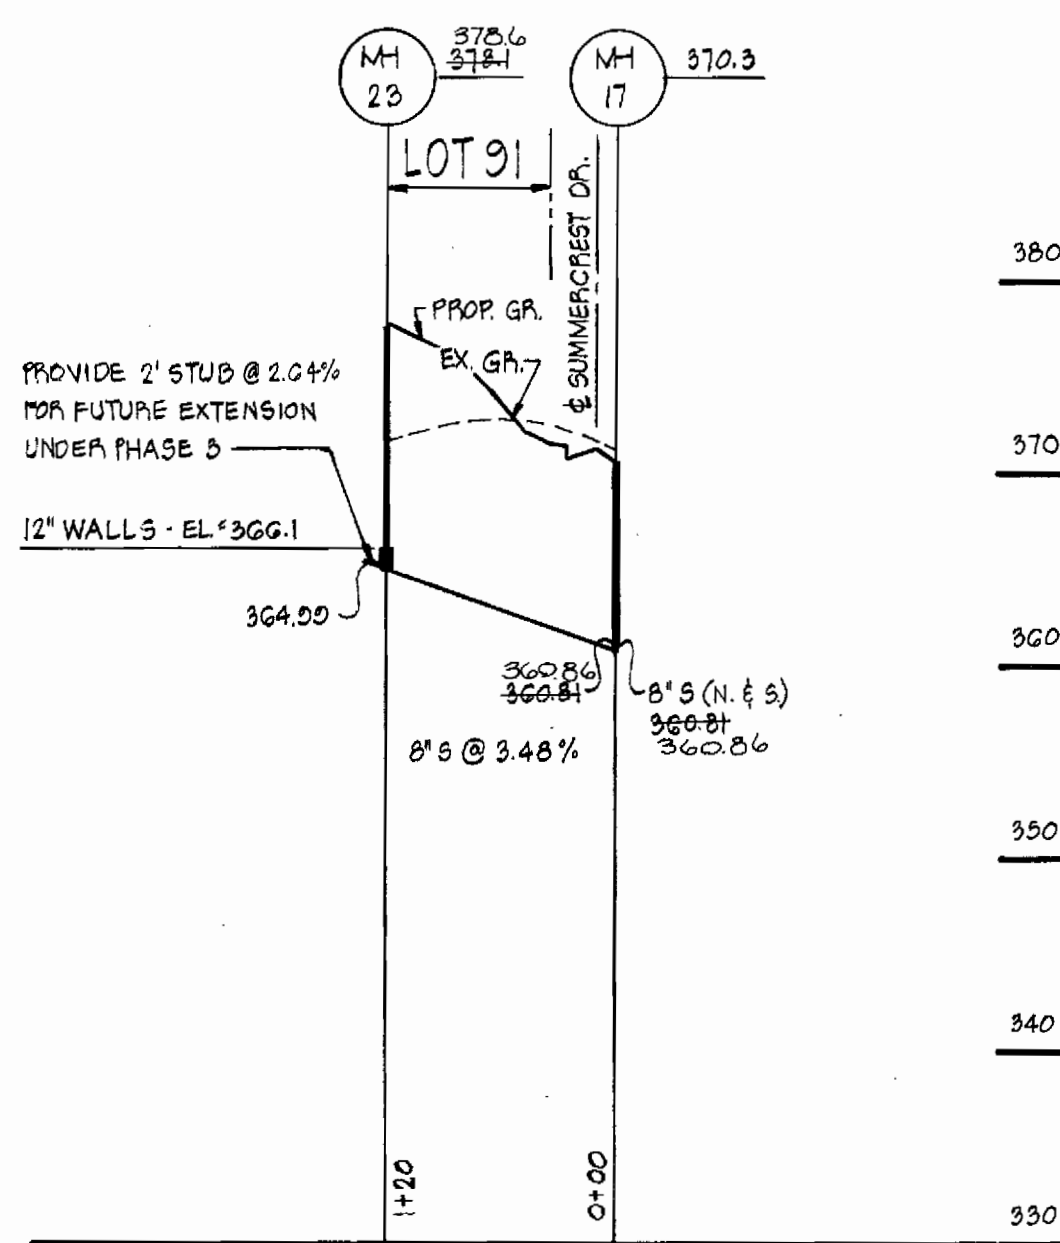 MH
23
378.6
378.1
MH
17
370.3
LOT 91
℄ SUMMERCREST DR.
380
PROP. GR.
EX. GR.
PROVIDE 2' STUB @ 2.04%
FOR FUTURE EXTENSION
UNDER PHASE 3
370
12" WALLS - EL=366.1
364.99
360
360.86
360.81
8" S (N. & S.)
360.81
360.86
8" S @ 3.48%
350
340
1+20
0+00
330